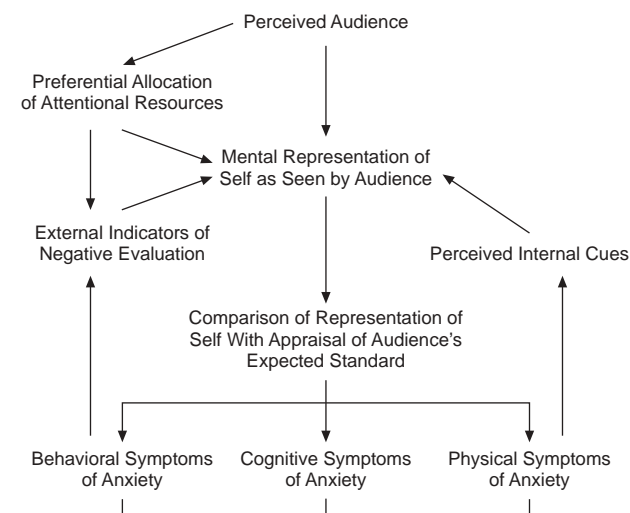 Perceived Audience
Preferential Allocation
of Attentional Resources
Mental Representation of
Self as Seen by Audience
External Indicators of
Negative Evaluation
Perceived Internal Cues
Comparison of Representation of
Self With Appraisal of Audience's
Expected Standard
Behavioral Symptoms
of Anxiety
Cognitive Symptoms
of Anxiety
Physical Symptoms
of Anxiety